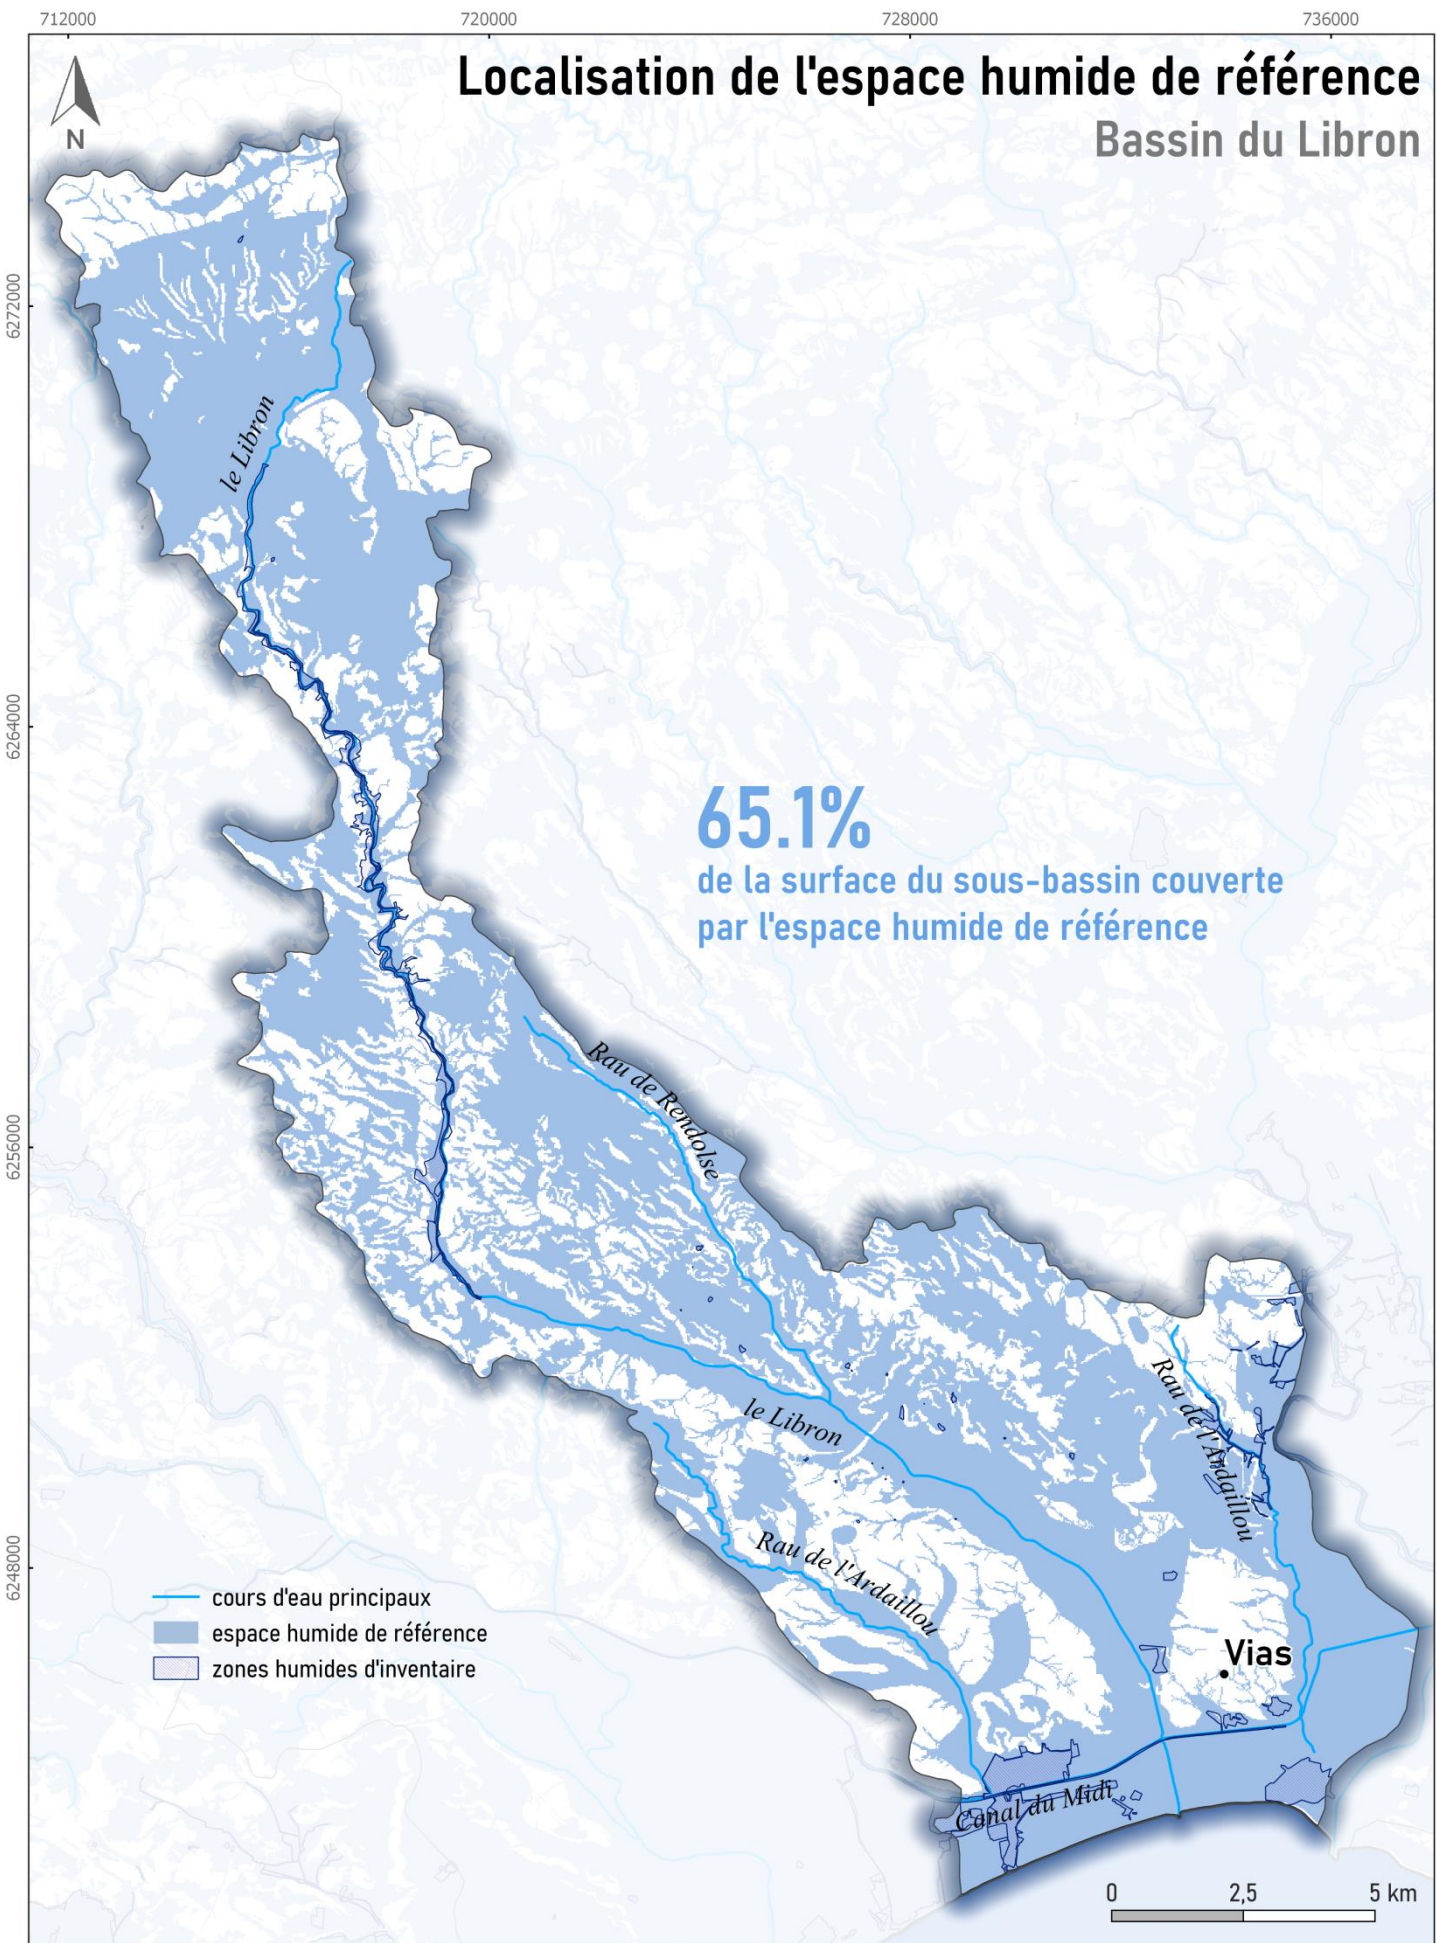 712000
720000
728000
736000
Localisation de l'espace humide de référence
Bassin du Libron
N
6272000
le Libron
6264000
65.1%
de la surface du sous-bassin couverte
par l'espace humide de référence
Rau de Rendolse
6256000
le Libron
Rau de l'Ardaillou
Rau de l'Ardaillou
6248000
cours d'eau principaux
espace humide de référence
zones humides d'inventaire
Vias
Canal du Midi
0 2,5 5 km